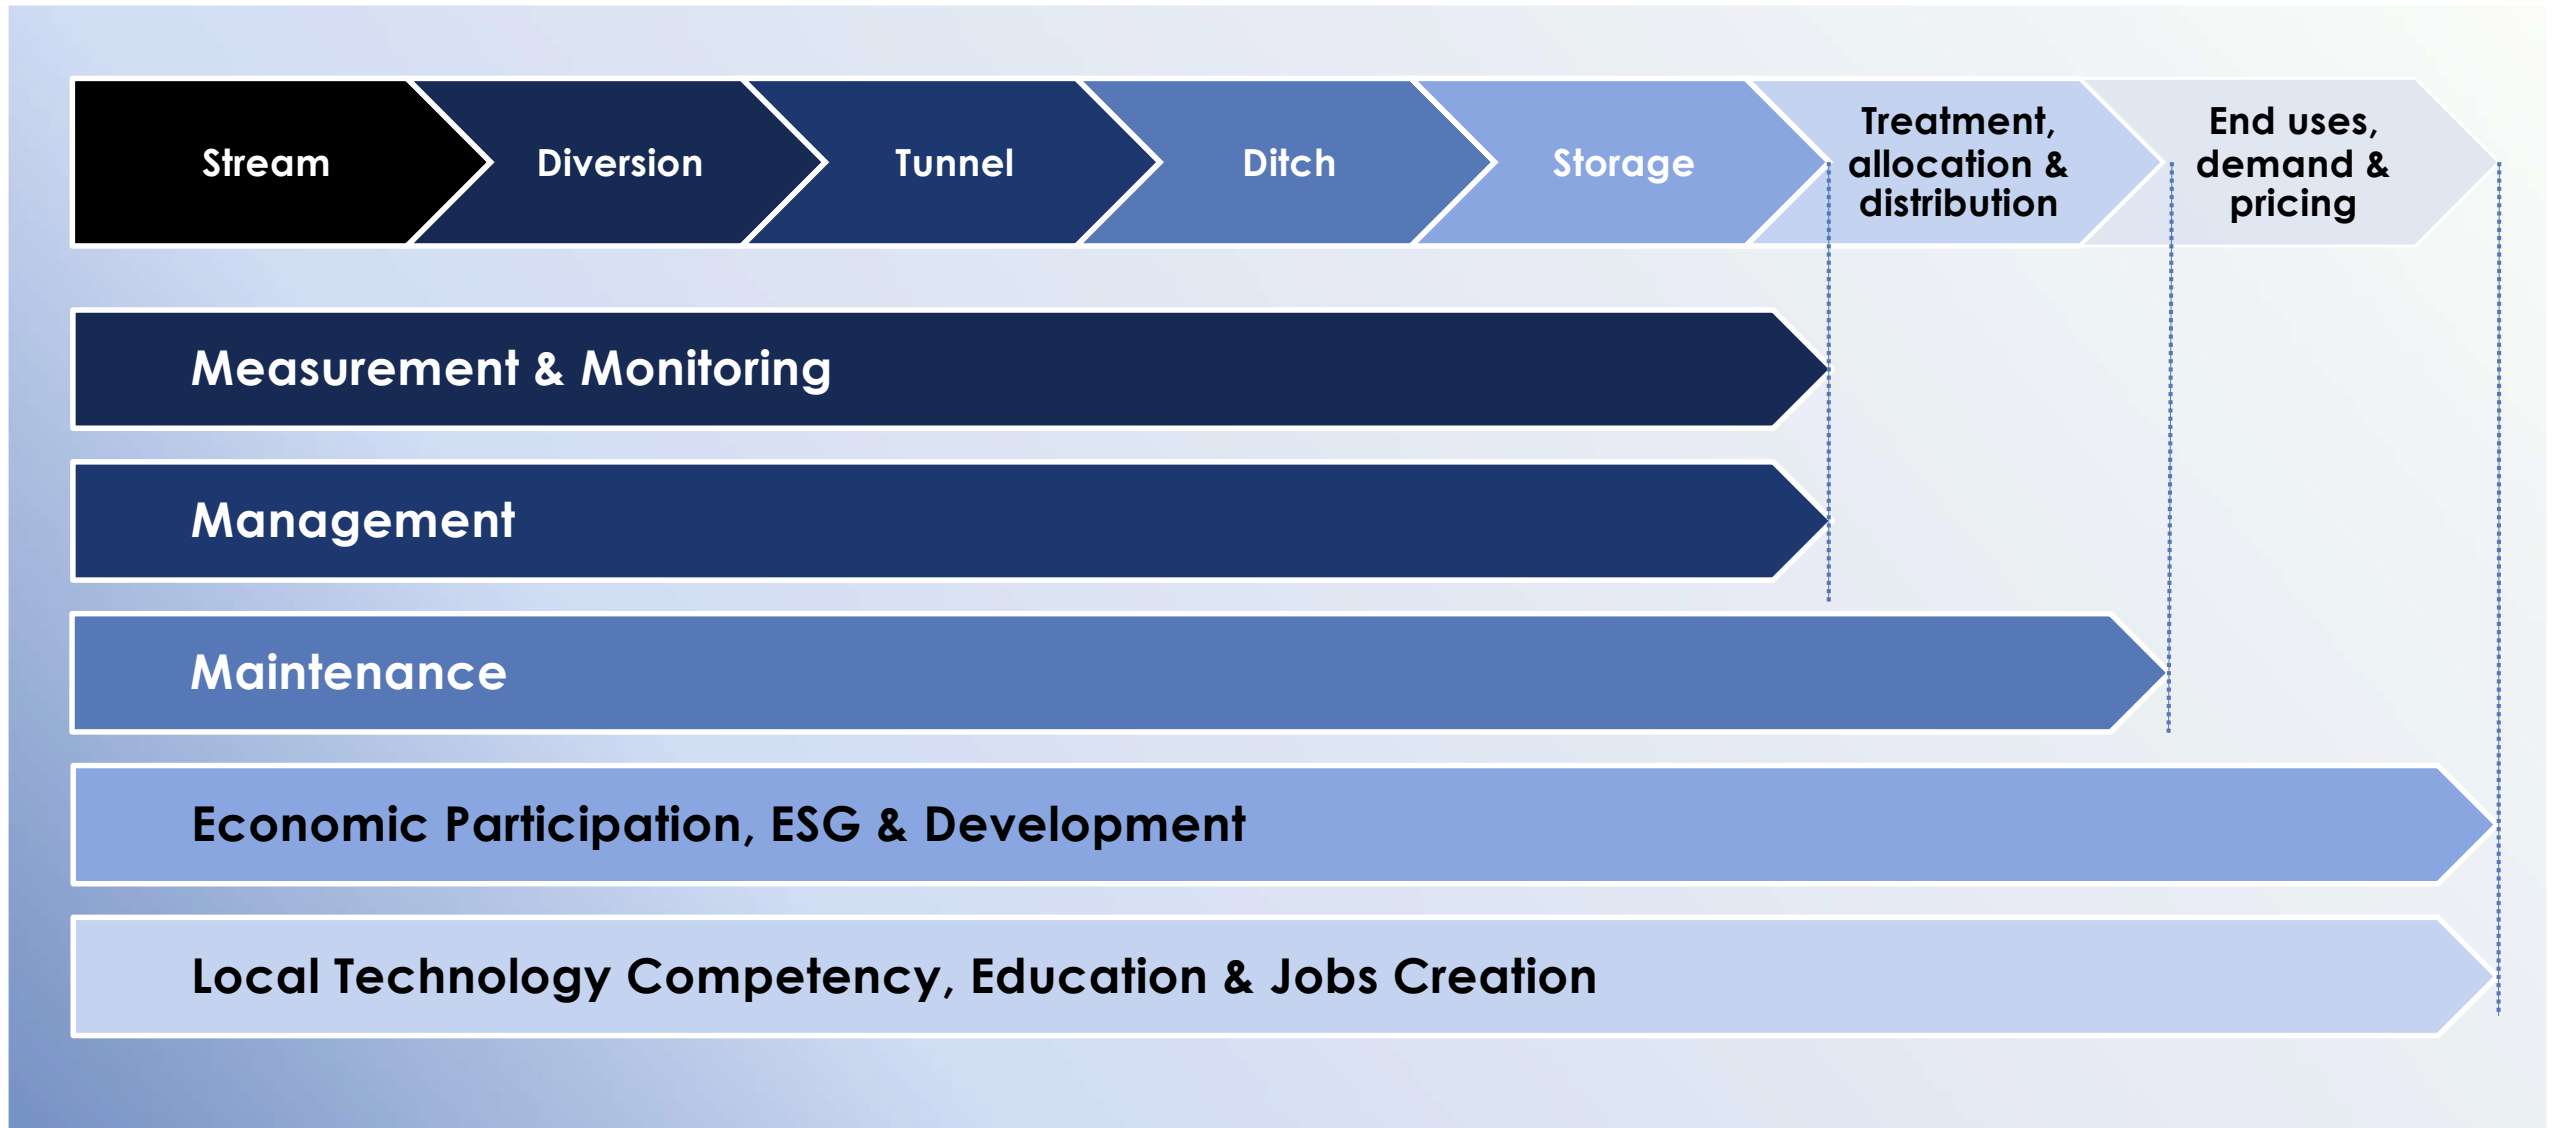 Stream
Diversion
Tunnel
Ditch
Storage
Treatment,
allocation &
distribution
End uses,
demand &
pricing
Measurement & Monitoring
Management
Maintenance
Economic Participation, ESG & Development
Local Technology Competency, Education & Jobs Creation